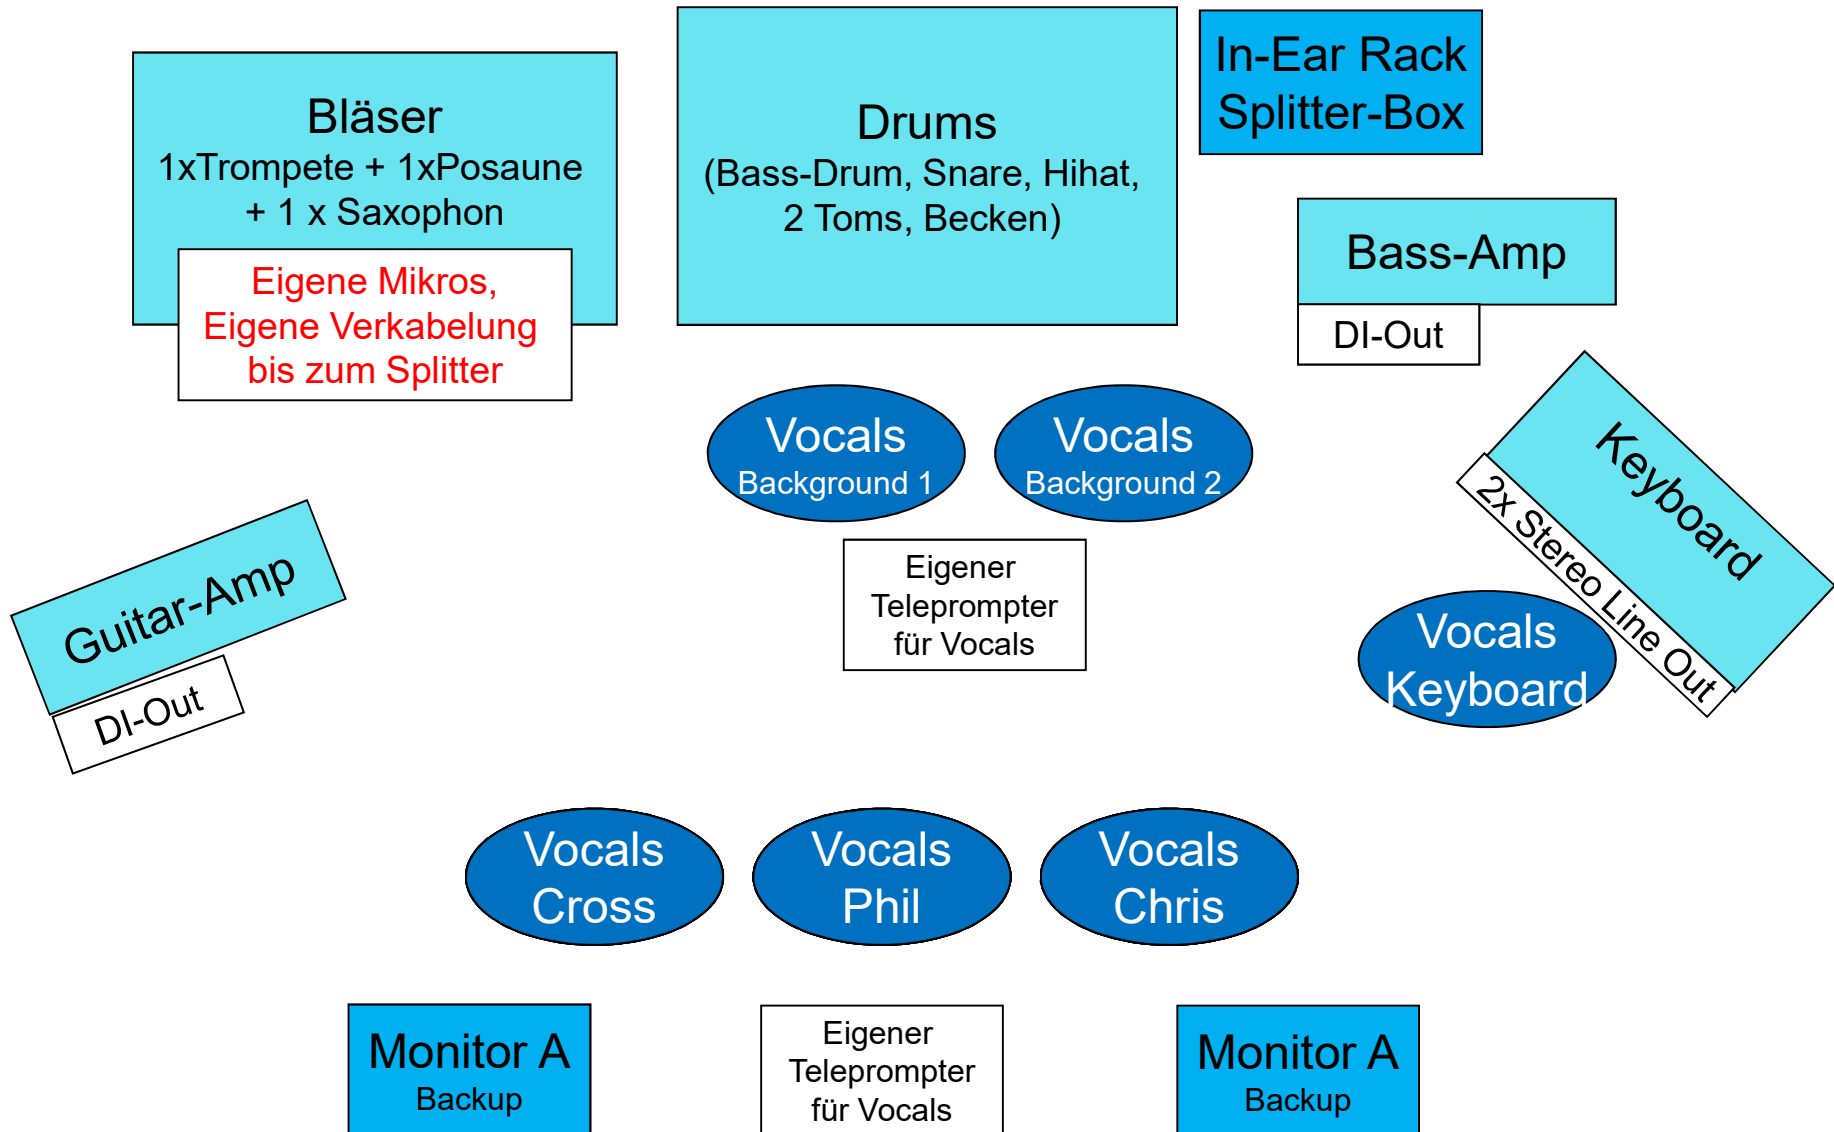 Bläser
1xTrompete + 1xPosaune
+ 1 x Saxophon
Eigene Mikros,
Eigene Verkabelung
bis zum Splitter
Drums
(Bass-Drum, Snare, Hihat,
2 Toms, Becken)
In-Ear Rack
Splitter-Box
Bass-Amp
DI-Out
Vocals
Background 1
Vocals
Background 2
Keyboard
2x Stereo Line Out
Guitar-Amp
DI-Out
Eigener
Teleprompter
für Vocals
Vocals
Keyboard
Vocals
Cross
Vocals
Phil
Vocals
Chris
Monitor A
Backup
Eigener
Teleprompter
für Vocals
Monitor A
Backup